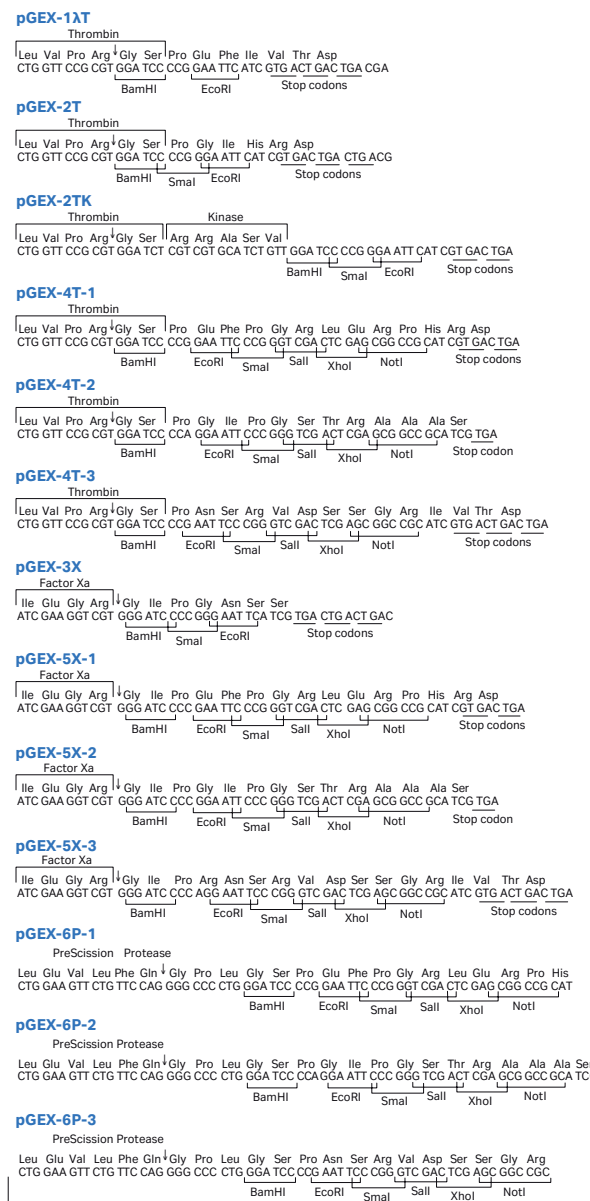 pGEX-1λT
Thrombin
Leu Val Pro Arg↓Gly Ser Pro Glu Phe Ile Val Thr Asp
CTG GTT CCG CGT GGA TCC CCG GAA TTC ATC GTG ACT GAC TGA CGA
BamHI EcoRI Stop codons
pGEX-2T
Thrombin
Leu Val Pro Arg↓Gly Ser Pro Gly Ile His Arg Asp
CTG GTT CCG CGT GGA TCC CCG GGA ATT CAT CGT GAC TGA CTG ACG
BamHI SmaI EcoRI Stop codons
pGEX-2TK
Thrombin Kinase
Leu Val Pro Arg↓Gly Ser Arg Arg Ala Ser Val
CTG GTT CCG CGT GGA TCT CGT CGT GCA TCT GTT GGA TCC CCG GGA ATT CAT CGT GAC TGA
BamHI SmaI EcoRI Stop codons
pGEX-4T-1
Thrombin
Leu Val Pro Arg↓Gly Ser Pro Glu Phe Pro Gly Arg Leu Glu Arg Pro His Arg Asp
CTG GTT CCG CGT GGA TCC CCG GAA TTC CCG GGT CGA CTC GAG CGG CCG CAT CGT GAC TGA
BamHI EcoRI SmaI SalI XhoI NotI Stop codons
pGEX-4T-2
Thrombin
Leu Val Pro Arg↓Gly Ser Pro Gly Ile Pro Gly Ser Thr Arg Ala Ala Ala Ser
CTG GTT CCG CGT GGA TCC CCA GGA ATT CCC GGG TCG ACT CGA GCG GCC GCA TCG TGA
BamHI EcoRI SmaI SalI XhoI NotI Stop codon
pGEX-4T-3
Thrombin
Leu Val Pro Arg↓Gly Ser Pro Asn Ser Arg Val Asp Ser Ser Gly Arg Ile Val Thr Asp
CTG GTT CCG CGT GGA TCC CCG AAT TCC CGG GTC GAC TCG AGC GGC CGC ATC GTG ACT GAC TGA
BamHI EcoRI SmaI SalI XhoI NotI Stop codons
pGEX-3X
Factor Xa
Ile Glu Gly Arg↓Gly Ile Pro Gly Asn Ser Ser
ATC GAA GGT CGT GGG ATC CCC GGG AAT TCA TCG TGA CTG ACT GAC
BamHI SmaI EcoRI Stop codons
pGEX-5X-1
Factor Xa
Ile Glu Gly Arg↓Gly Ile Pro Glu Phe Pro Gly Arg Leu Glu Arg Pro His Arg Asp
ATC GAA GGT CGT GGG ATC CCC GAA TTC CCG GGT CGA CTC GAG CGG CCG CAT CGT GAC TGA
BamHI EcoRI SmaI SalI XhoI NotI Stop codons
pGEX-5X-2
Factor Xa
Ile Glu Gly Arg↓Gly Ile Pro Gly Ile Pro Gly Ser Thr Arg Ala Ala Ala Ser
ATC GAA GGT CGT GGG ATC CCC GGA ATT CCC GGG TCG ACT CGA GCG GCC GCA TCG TGA
BamHI EcoRI SmaI SalI XhoI NotI Stop codon
pGEX-5X-3
Factor Xa
Ile Glu Gly Arg↓Gly Ile Pro Arg Asn Ser Arg Val Asp Ser Ser Gly Arg Ile Val Thr Asp
ATC GAA GGT CGT GGG ATC CCC AGG AAT TCC CGG GTC GAC TCG AGC GGC CGC ATC GTG ACT GAC TGA
BamHI EcoRI SmaI SalI XhoI NotI Stop codons
pGEX-6P-1
PreScission Protease
Leu Glu Val Leu Phe Gln↓Gly Pro Leu Gly Ser Pro Glu Phe Pro Gly Arg Leu Glu Arg Pro His
CTG GAA GTT CTG TTC CAG GGG CCC CTG GGA TCC CCG GAA TTC CCG GGT CGA CTC GAG CGG CCG CAT
BamHI EcoRI SmaI SalI XhoI NotI
pGEX-6P-2
PreScission Protease
Leu Glu Val Leu Phe Gln↓Gly Pro Leu Gly Ser Pro Gly Ile Pro Gly Ser Thr Arg Ala Ala Ala Ser
CTG GAA GTT CTG TTC CAG GGG CCC CTG GGA TCC CCA GGA ATT CCC GGG TCG ACT CGA GCG GCC GCA TC
BamHI EcoRI SmaI SalI XhoI NotI
pGEX-6P-3
PreScission Protease
Leu Glu Val Leu Phe Gln↓Gly Pro Leu Gly Ser Pro Asn Ser Arg Val Asp Ser Ser Gly Arg
CTG GAA GTT CTG TTC CAG GGG CCC CTG GGA TCC CCG AAT TCC CGG GTC GAC TCG AGC GGC CGC
BamHI EcoRI SmaI SalI XhoI NotI